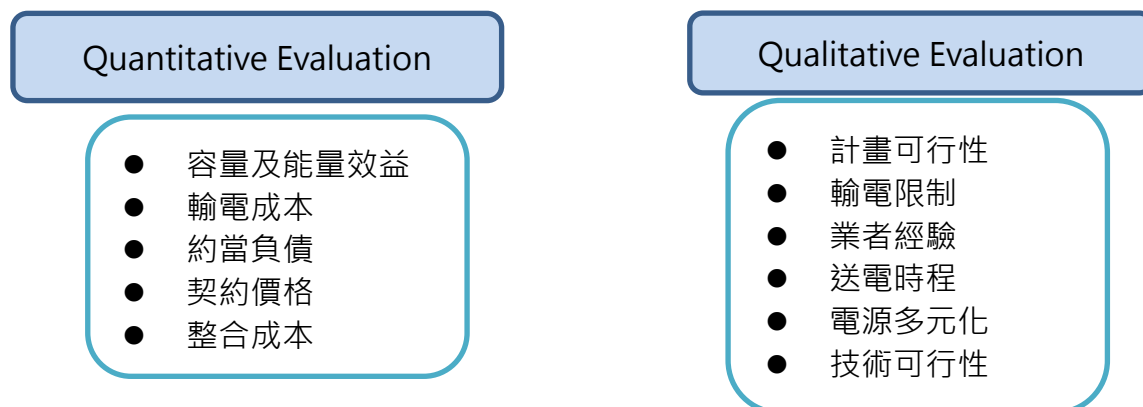 Quantitative Evaluation
● 容量及能量效益
● 輸電成本
● 約當負債
● 契約價格
● 整合成本
Qualitative Evaluation
● 計畫可行性
● 輸電限制
● 業者經驗
● 送電時程
● 電源多元化
● 技術可行性